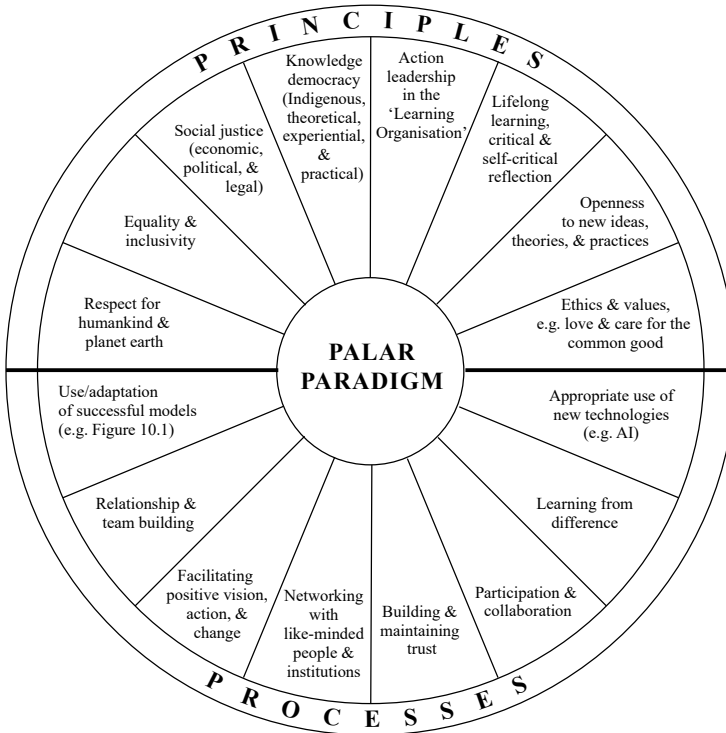 PRINCIPLES
Respect for
humankind &
planet earth
Equality &
inclusivity
Social justice
(economic,
political, &
legal)
Knowledge
democracy
(Indigenous,
theoretical,
experiential,
&
practical)
Action
leadership
in the
‘Learning
Organisation’
Lifelong
learning,
critical &
self-critical
reflection
Openness
to new ideas,
theories, & practices
Ethics & values,
e.g. love & care for the
common good
PALAR
PARADIGM
Use/adaptation
of successful models
(e.g. Figure 10.1)
Relationship &
team building
Facilitating
positive vision,
action, &
change
Networking
with
like-minded
people &
institutions
Building &
maintaining
trust
Participation &
collaboration
Learning from
difference
Appropriate use of
new technologies
(e.g. AI)
PROCESSES